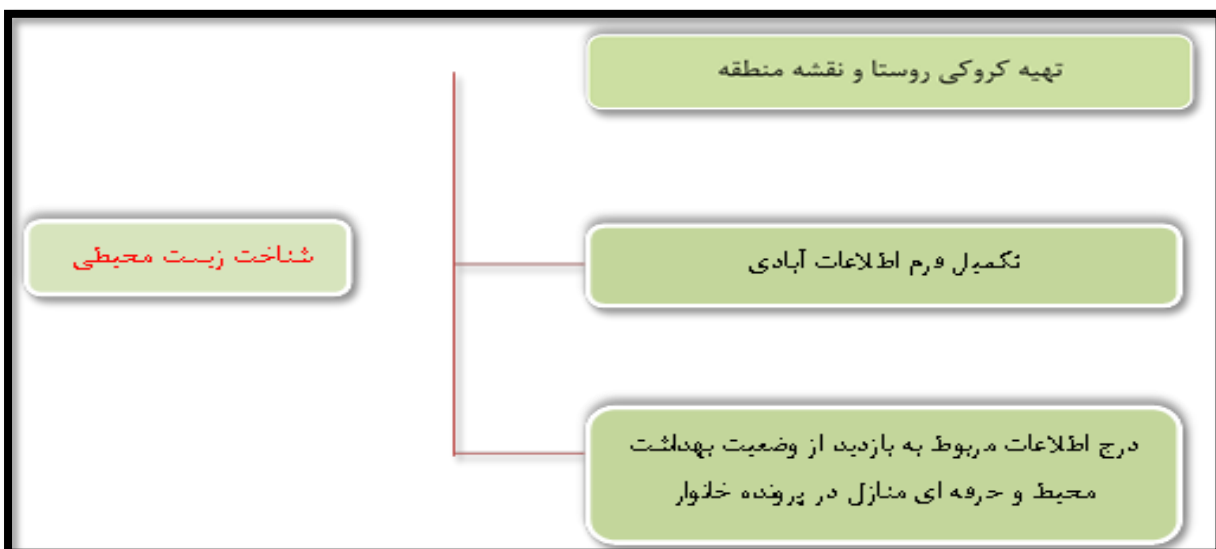 تهیه کروکی روستا و نقشه منطقه
شناخت زیست محیطی
تکمیل فرم اطلاعات آبادی
درج اطلاعات مربوط به بازدید از وضعیت بهداشت
محیط و حرفه ای منازل در پرونده خانوار